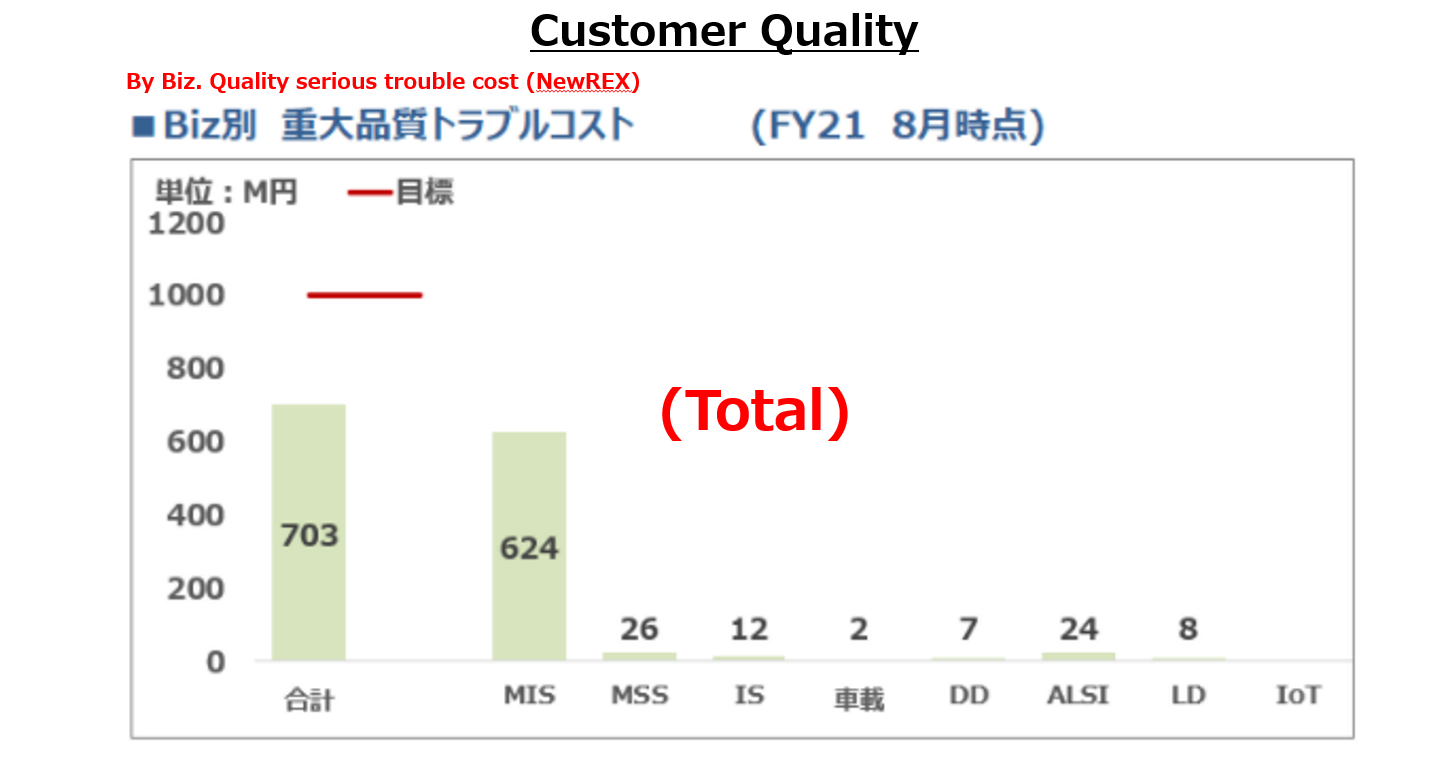 Customer Quality
By Biz. Quality serious trouble cost (NewREX)
■Biz別 重大品質トラブルコスト (FY21 8月時点)
単位：M円 目標
1200
1000
800
(Total)
600
703
624
400
200
26 12 2 7 24 8
0
合計 MIS MSS IS 車載 DD ALSI LD IoT